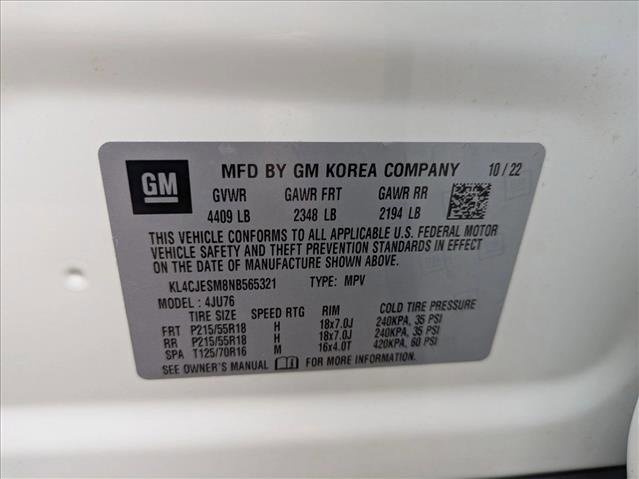 GM MFD BY GM KOREA COMPANY 10 / 22
GVWR GAWR FRT GAWR RR
4409 LB 2348 LB 2194 LB
THIS VEHICLE CONFORMS TO ALL APPLICABLE U.S. FEDERAL MOTOR
VEHICLE SAFETY AND THEFT PREVENTION STANDARDS IN EFFECT
ON THE DATE OF MANUFACTURE SHOWN ABOVE.
KL4CJESM8NB565321 TYPE: MPV
MODEL : 4JU76
TIRE SIZE SPEED RTG RIM COLD TIRE PRESSURE
FRT P215/55R18 H 18x7.0J 240KPA, 35 PSI
RR P215/55R18 H 18x7.0J 240KPA, 35 PSI
SPA T125/70R16 M 16x4.0T 420KPA, 60 PSI
SEE OWNER'S MANUAL FOR MORE INFORMATION.